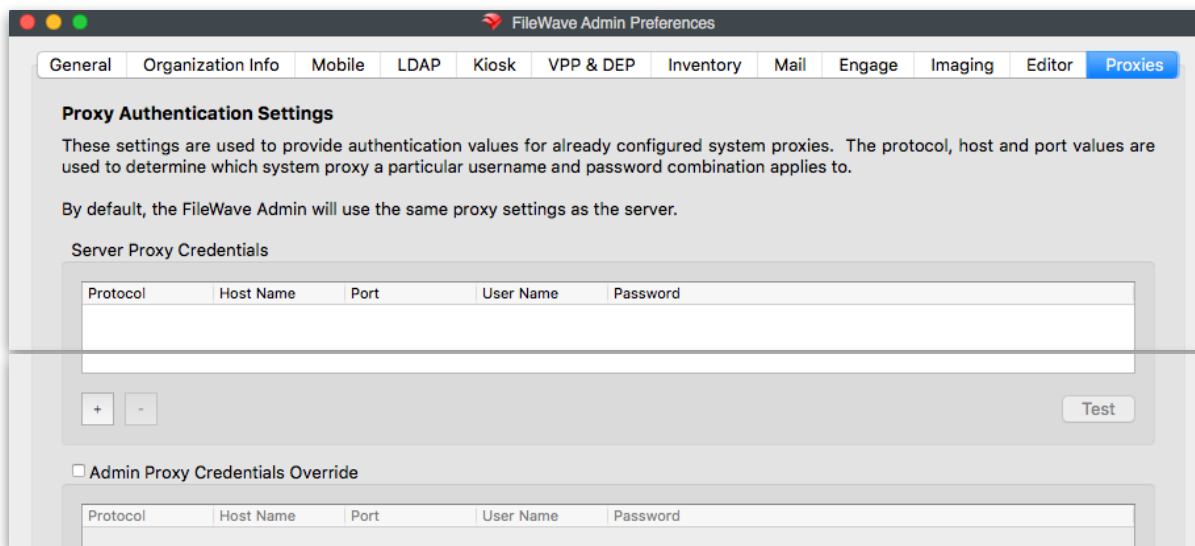 FileWave Admin Preferences
General Organization Info Mobile LDAP Kiosk VPP & DEP Inventory Mail Engage Imaging Editor Proxies
Proxy Authentication Settings
These settings are used to provide authentication values for already configured system proxies. The protocol, host and port values are
used to determine which system proxy a particular username and password combination applies to.
By default, the FileWave Admin will use the same proxy settings as the server.
Server Proxy Credentials
Protocol Host Name Port User Name Password
+ - Test
Admin Proxy Credentials Override
Protocol Host Name Port User Name Password